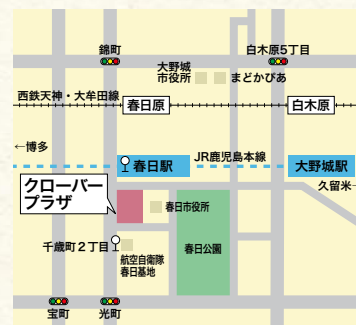 錦町
白木原5丁目
大野城
市役所
まどかぴあ
西鉄天神・大牟田線
春日原
白木原
←博多
JR鹿児島本線
春日駅
大野城駅
久留米→
クローバー
プラザ
春日市役所
千歳町2丁目
航空自衛隊
春日基地
春日公園
宝町
光町